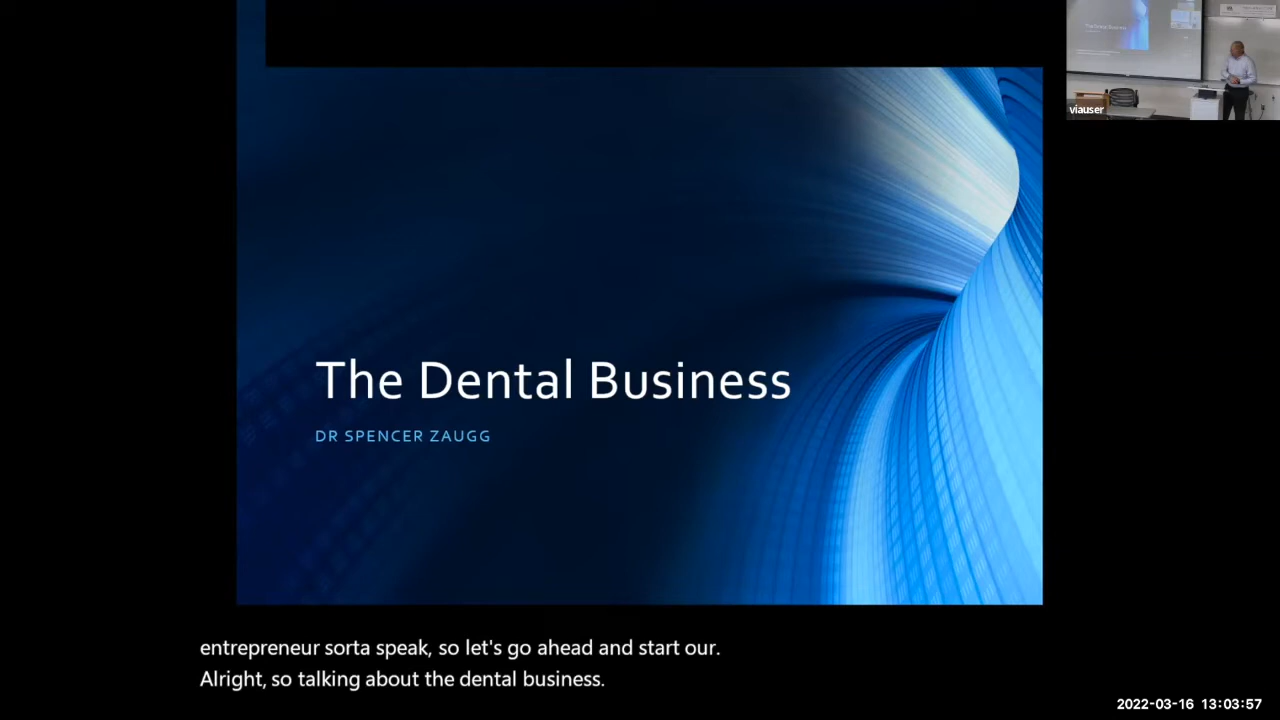 The Dental Business
DR SPENCER ZAUGG
viauser
entrepreneur sorta speak, so let's go ahead and start our.
Alright, so talking about the dental business.
2022-03-16 13:03:57